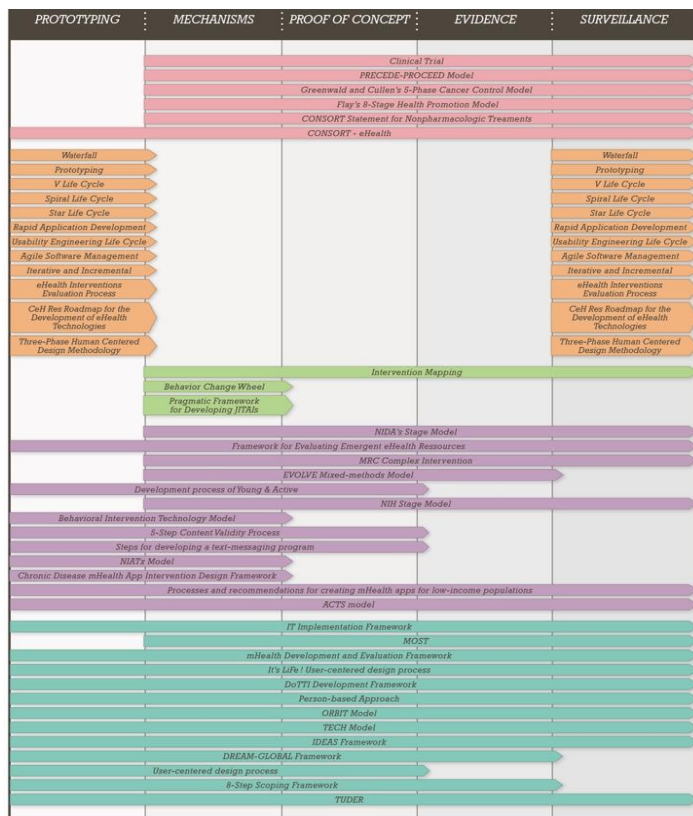 PROTOTYPING MECHANISMS PROOF OF CONCEPT EVIDENCE SURVEILLANCE
Clinical Trial
PRECEDE-PROCEED Model
Greenwald and Cullen's 5-Phase Cancer Control Model
Flay's 8-Stage Health Promotion Model
CONSORT Statement for Nonpharmacologic Treaments
CONSORT - eHealth
Waterfall Waterfall
Prototyping Prototyping
V Life Cycle V Life Cycle
Spiral Life Cycle Spiral Life Cycle
Star Life Cycle Star Life Cycle
Rapid Application Development Rapid Application Development
Usability Engineering Life Cycle Usability Engineering Life Cycle
Agile Software Management Agile Software Management
Iterative and Incremental Iterative and Incremental
eHealth Interventions eHealth Interventions
Evaluation Process Evaluation Process
CeH Res Roadmap for the CeH Res Roadmap for the
Development of eHealth Development of eHealth
Technologies Technologies
Three-Phase Human Centered Three-Phase Human Centered
Design Methodology Design Methodology
Intervention Mapping
Behavior Change Wheel
Pragmatic Framework
for Developing JITAIs
NIDA's Stage Model
Framework for Evaluating Emergent eHealth Ressources
MRC Complex Intervention
EVOLVE Mixed-methods Model
Development process of Young & Active
NIH Stage Model
Behavioral Intervention Technology Model
5-Step Content Validity Process
Steps for developing a text-messaging program
NIATx Model
Chronic Disease mHealth App Intervention Design Framework
Processes and recommendations for creating mHealth apps for low-income populations
ACTS model
IT Implementation Framework
MOST
mHealth Development and Evaluation Framework
It's LiFe! User-centered design process
DoTTI Development Framework
Person-based Approach
ORBIT Model
TECH Model
IDEAS Framework
DREAM-GLOBAL Framework
User-centered design process
8-Step Scoping Framework
TUDER